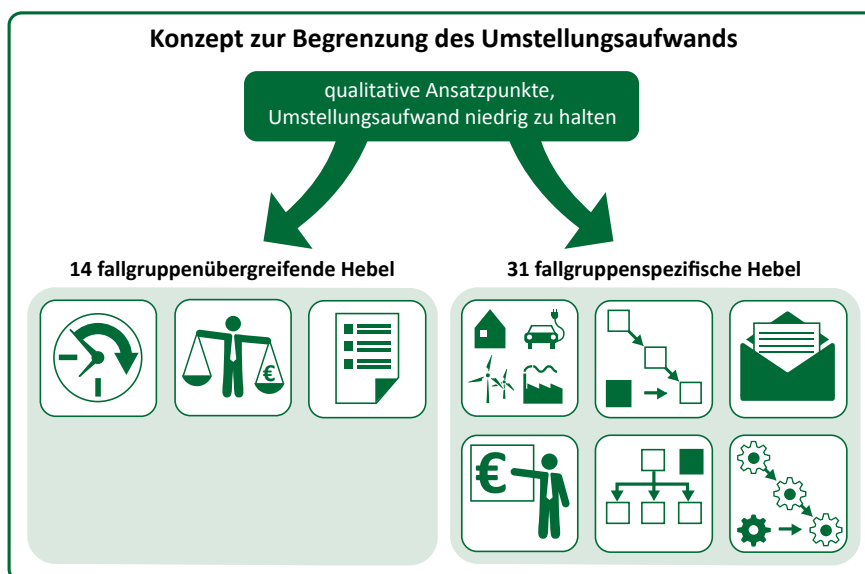 Konzept zur Begrenzung des Umstellungsaufwands
qualitative Ansatzpunkte,
Umstellungsaufwand niedrig zu halten
14 fallgruppenübergreifende Hebel
31 fallgruppenspezifische Hebel
€
€